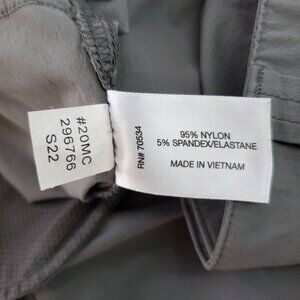 #20MC
296766
S22
RN# 70534
95% NYLON
5% SPANDEX/ELASTANE
MADE IN VIETNAM